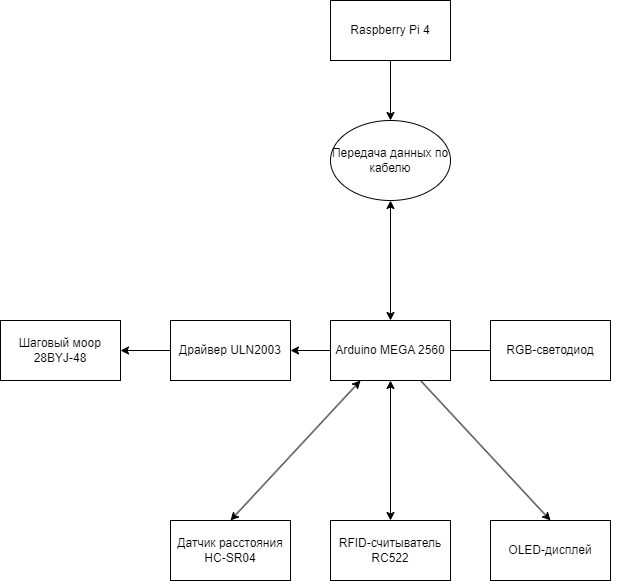 Raspberry Pi 4
Передача данных по
кабелю
Шаговый моор
28BYJ-48
Драйвер ULN2003
Arduino MEGA 2560
RGB-светодиод
Датчик расстояния
HC-SR04
RFID-считыватель
RC522
OLED-дисплей